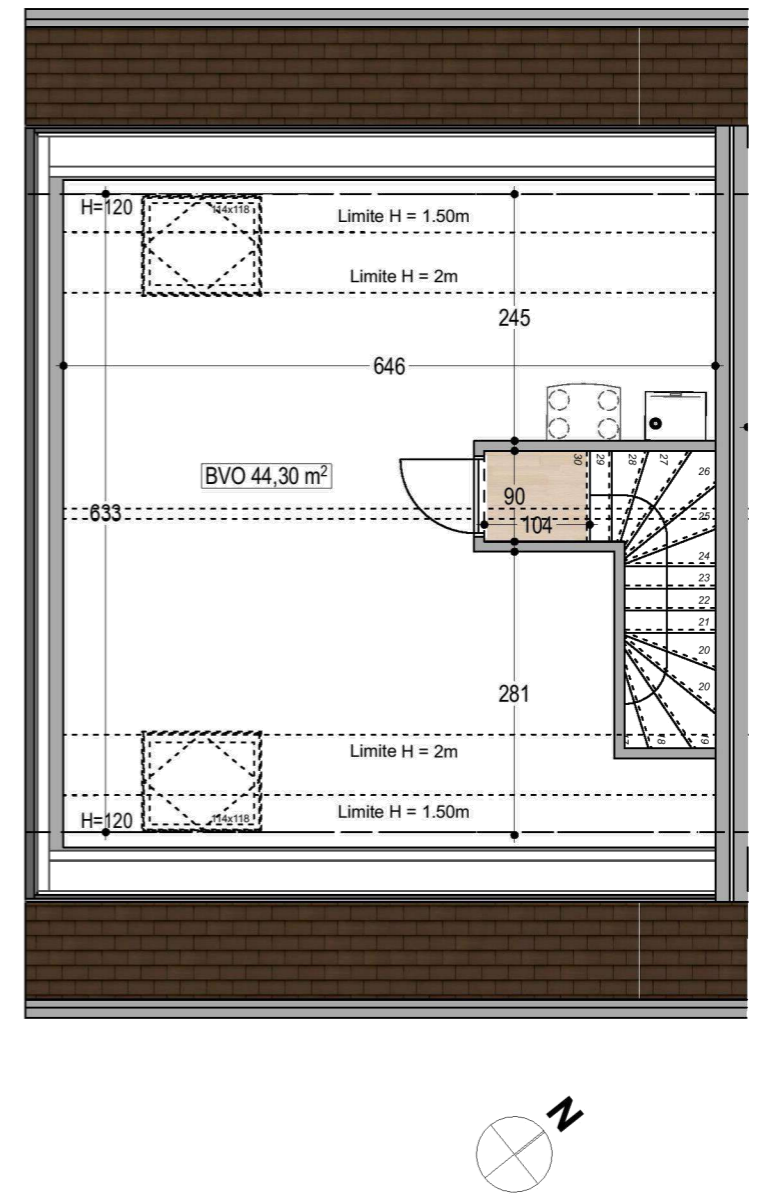 H=120
114x118
Limite H = 1.50m
Limite H = 2m
245
646
BVO 44,30 m²
633
90
104
30
29
28
27
26
25
24
23
22
21
20
20
19
18
281
Limite H = 2m
Limite H = 1.50m
H=120
114x118
N